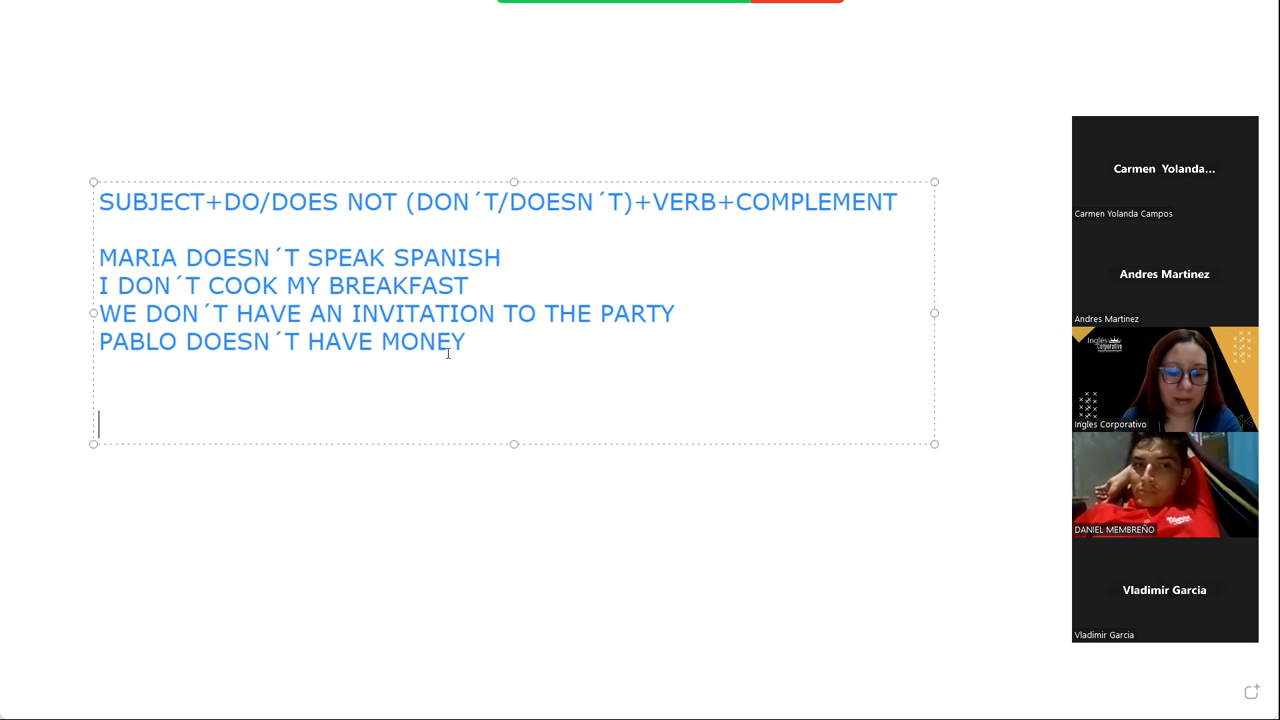 SUBJECT+DO/DOES NOT (DON´T/DOESN´T)+VERB+COMPLEMENT
MARIA DOESN´T SPEAK SPANISH
I DON´T COOK MY BREAKFAST
WE DON´T HAVE AN INVITATION TO THE PARTY
PABLO DOESN´T HAVE MONEY
Carmen Yolanda...
Carmen Yolanda Campos
Andres Martinez
Andres Martinez
Inglés
Corporativo
Ingles Corporativo
DANIEL MEMBREÑO
Vladimir Garcia
Vladimir Garcia